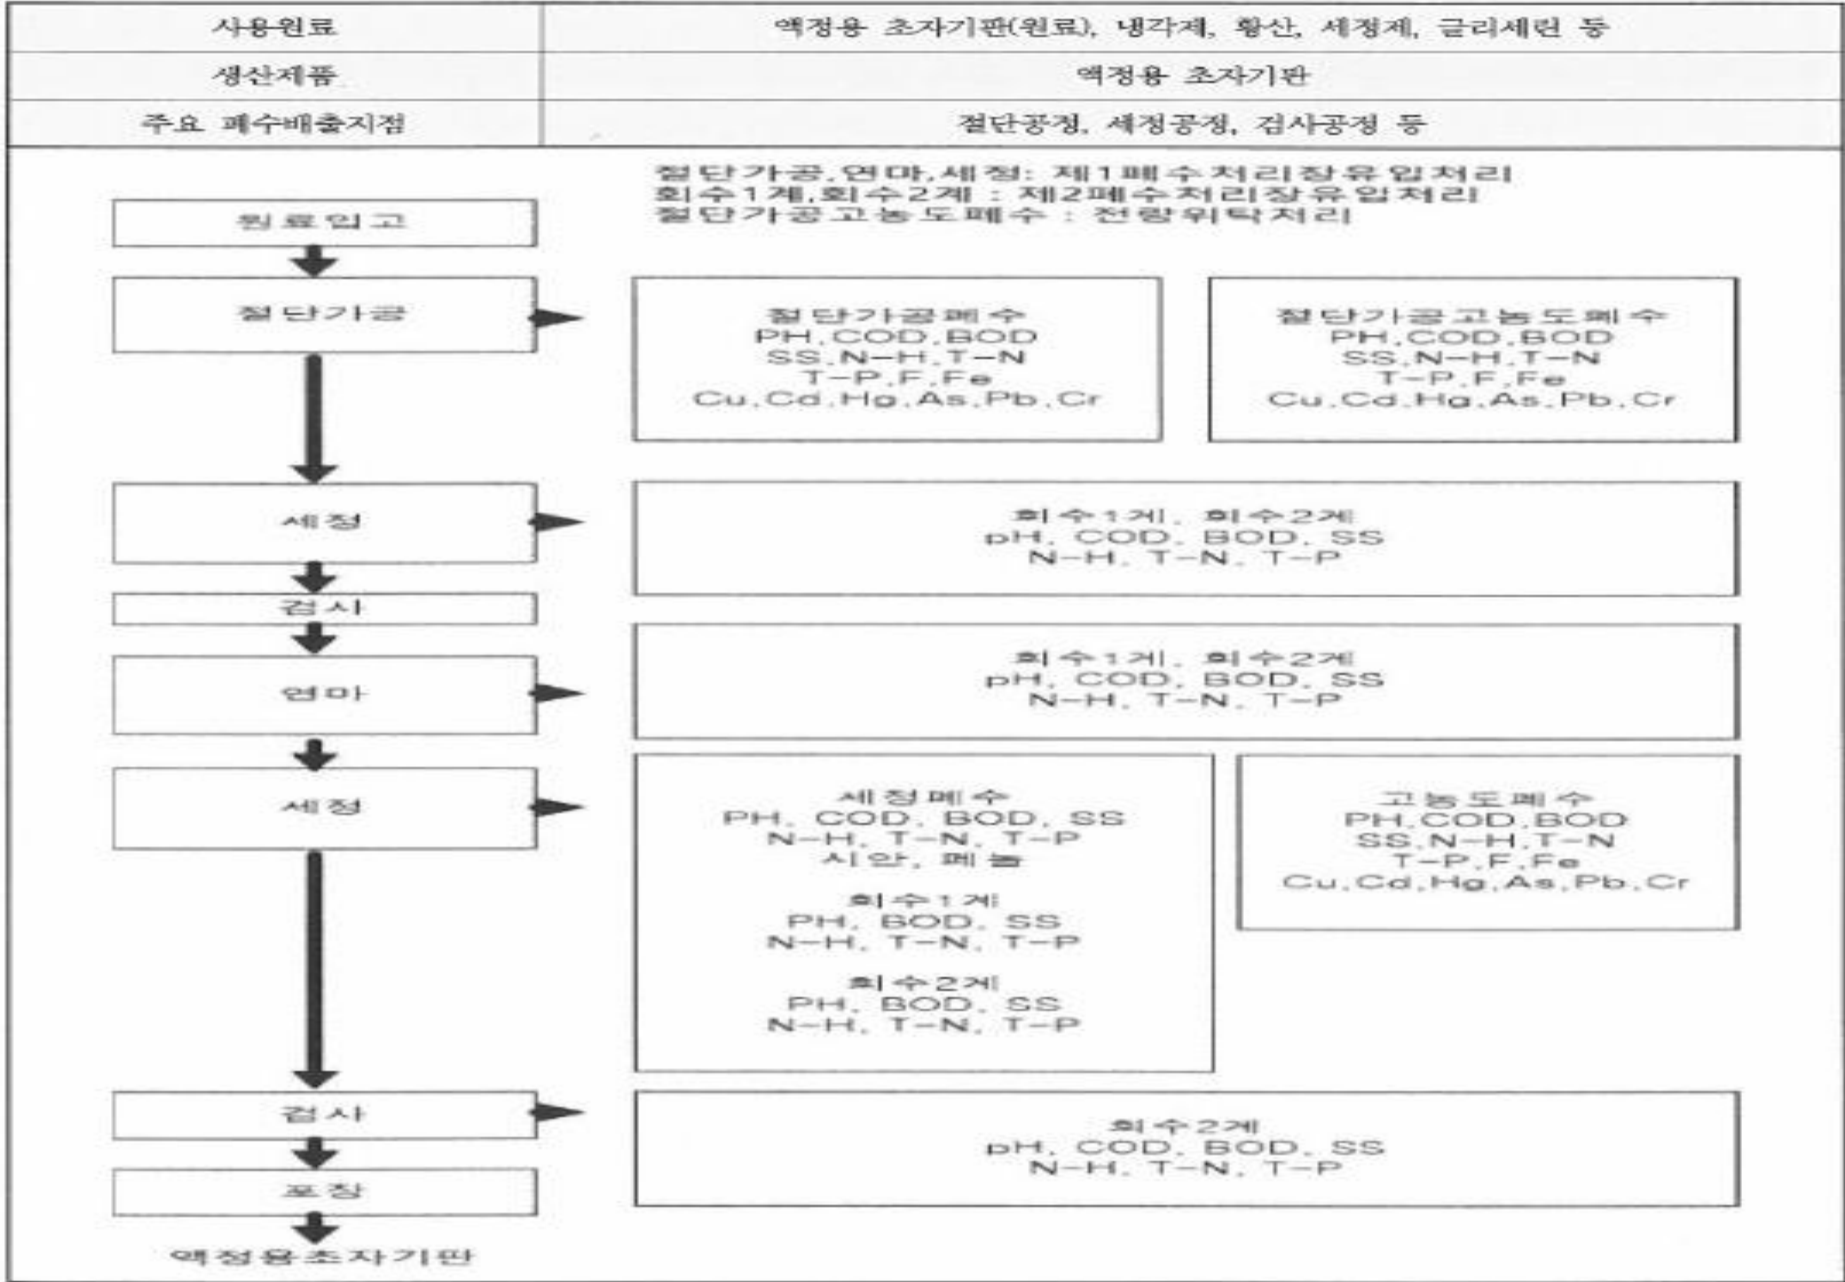 사용원료 액정용 초자기판(원료), 냉각제, 황산, 세정제, 글리세린 등
생산제품 액정용 초자기판
주요 폐수배출지점 절단공정, 세정공정, 검사공정 등
절단가공,연마,세정: 제1폐수처리장유입처리
회수1계,회수2계 : 제2폐수처리장유입처리
절단가공고농도폐수 : 전량위탁처리
원료입고
절단가공
절단가공폐수
PH,COD,BOD
SS,N-H,T-N
T-P,F,Fe
Cu,Cd,Hg,As,Pb,Cr
절단가공고농도폐수
PH,COD,BOD
SS,N-H,T-N
T-P,F,Fe
Cu,Cd,Hg,As,Pb,Cr
세정
회수1계, 회수2계
pH, COD, BOD, SS
N-H, T-N, T-P
검사
연마
회수1계, 회수2계
pH, COD, BOD, SS
N-H, T-N, T-P
세정
세정폐수
PH, COD, BOD, SS
N-H, T-N, T-P
시안, 페놀
회수1계
PH, BOD, SS
N-H, T-N, T-P
회수2계
PH, BOD, SS
N-H, T-N, T-P
고농도폐수
PH,COD,BOD
SS,N-H,T-N
T-P,F,Fe
Cu,Cd,Hg,As,Pb,Cr
검사
회수2계
pH, COD, BOD, SS
N-H, T-N, T-P
포장
액정용초자기판